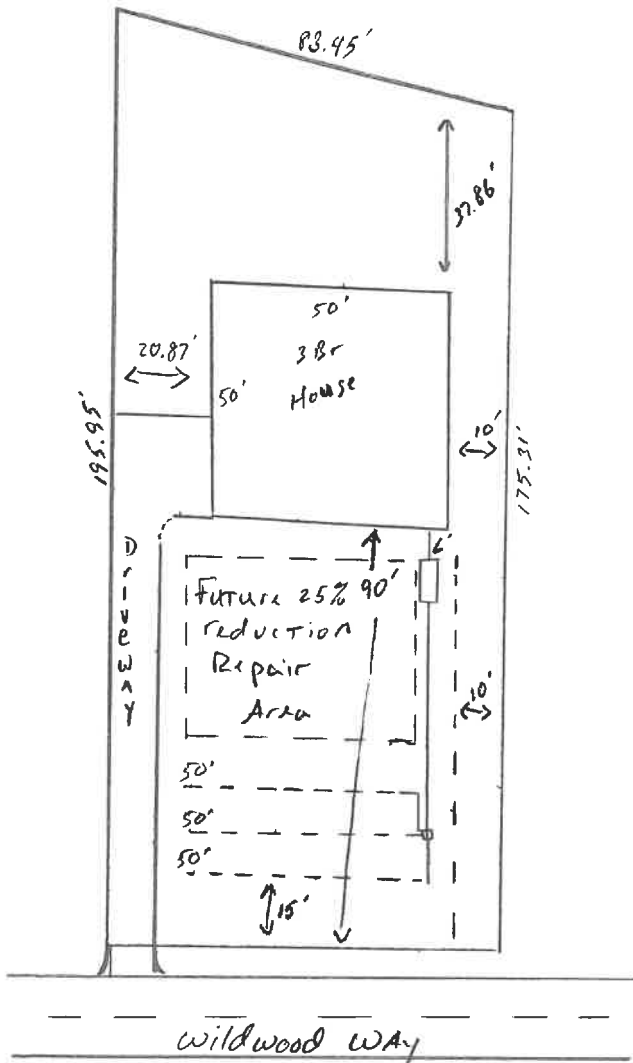 83.45'
37.86'
50'
3 Br
House
20.87'
50'
10'
195.95'
175.31'
Driveway
6'
90'
Future 25%
reduction
Repair
Area
10'
50'
50'
50'
15'
Wildwood WAy